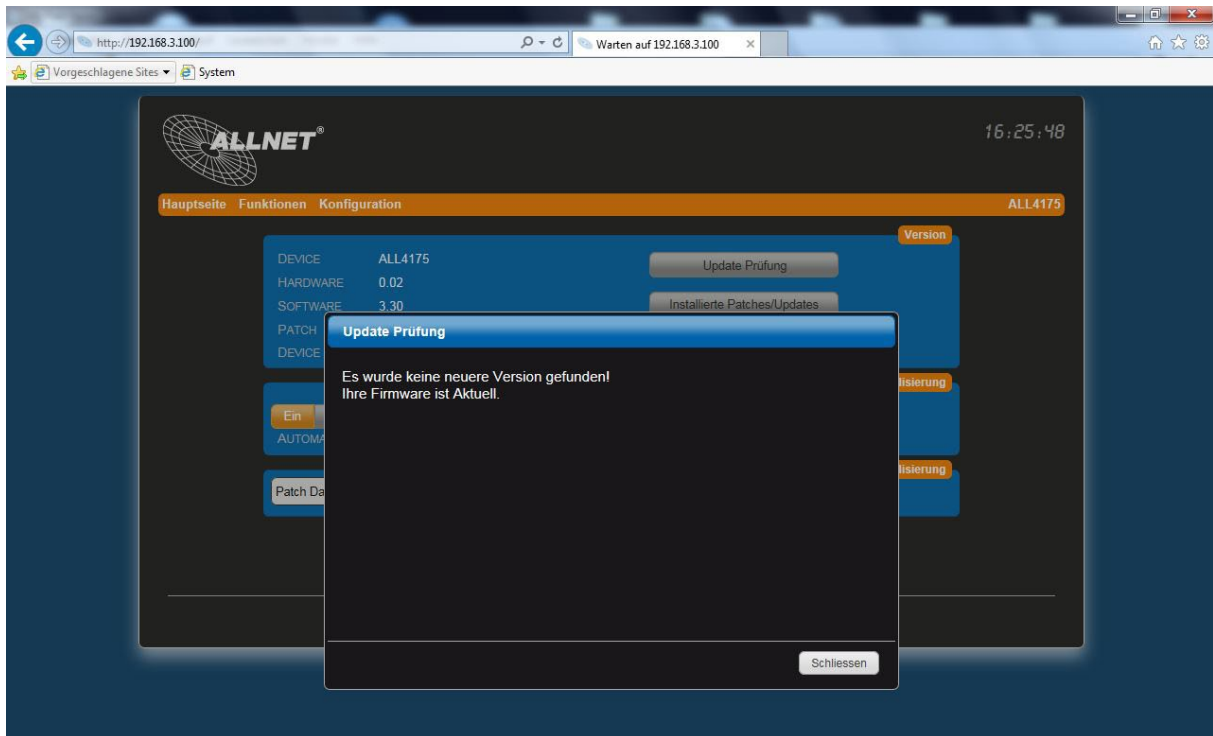 http://192.168.3.100/
Warten auf 192.168.3.100
Vorgeschlagene Sites
System
ALLNET®
16:25:48
Hauptseite Funktionen Konfiguration
ALL4175
Version
DEVICE ALL4175
Update Prüfung
HARDWARE 0.02
SOFTWARE 3.30
Installierte Patches/Updates
PATCH
DEVICE
Update Prüfung
Es wurde keine neuere Version gefunden!
Ihre Firmware ist Aktuell.
lisierung
Ein
AUTOMA
lisierung
Patch Da
Schliessen